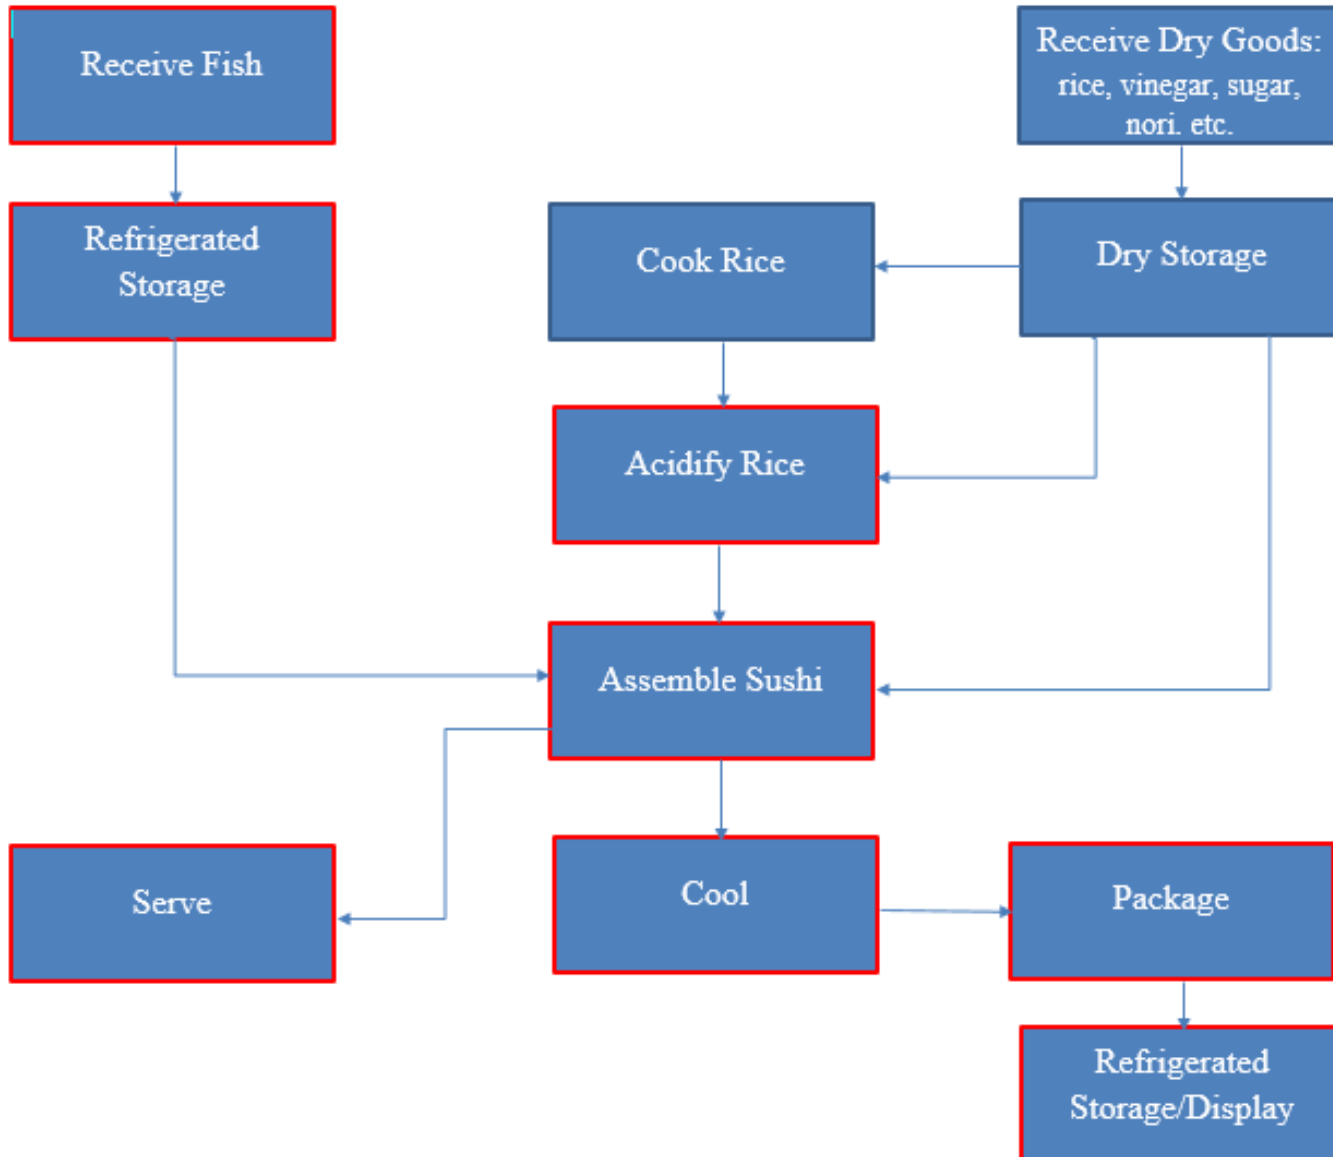 Receive Fish
Receive Dry Goods:
rice, vinegar, sugar,
nori. etc.
Refrigerated
Storage
Cook Rice
Dry Storage
Acidify Rice
Assemble Sushi
Serve
Cool
Package
Refrigerated
Storage/Display